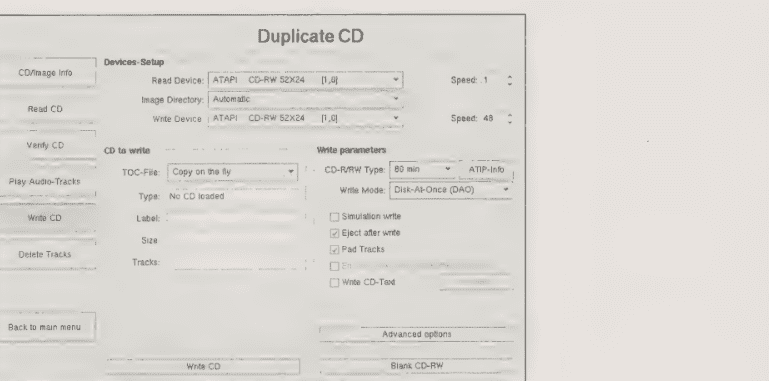 Duplicate CD
CD/Image Info
Read CD
Verify CD
Play Audio-Tracks
Write CD
Delete Tracks
Back to main menu
Devices-Setup
Read Device: ATAPI CD-RW 52X24 [1,0] Speed: 1
Image Directory: Automatic
Write Device ATAPI CD-RW 52X24 [1,0] Speed: 48
CD to write
TOC-File: Copy on the fly
Type: No CD loaded
Label:
Size
Tracks:
Write parameters
CD-R/RW Type: 80 min ATIP-Info
Write Mode: Disk-At-Once (DAO)
Simulation write
Eject after write
Pad Tracks
Write CD-Text
Advanced options
Write CD
Blank CD-RW